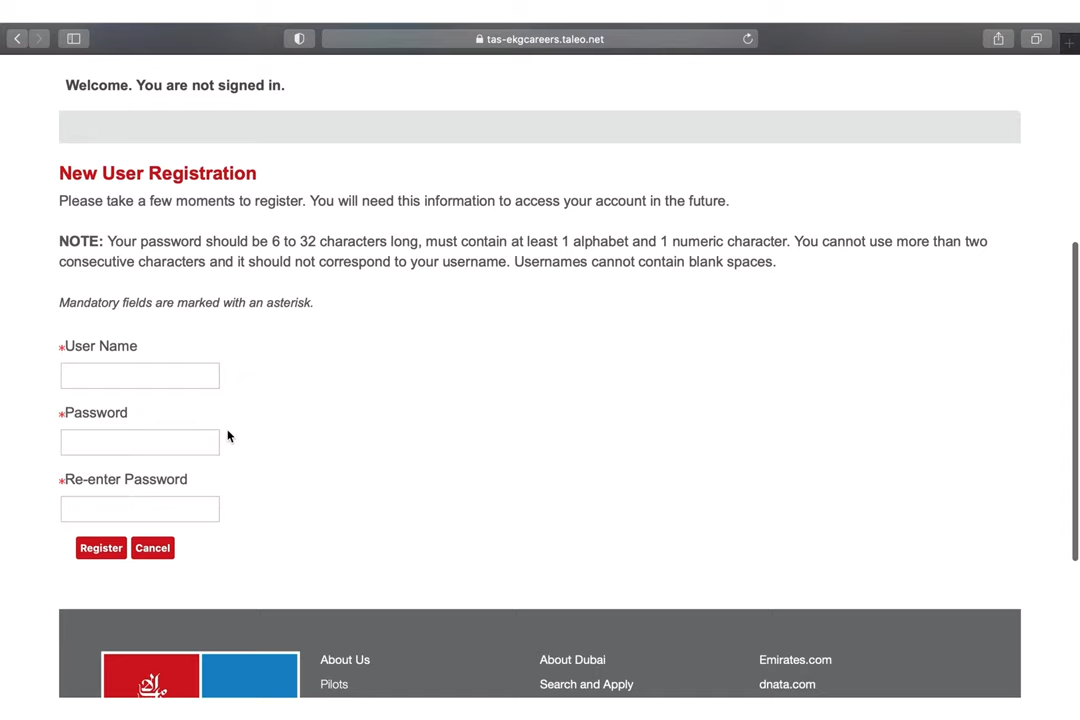 tas-ekgcareers.taleo.net
Welcome. You are not signed in.
New User Registration
Please take a few moments to register. You will need this information to access your account in the future.
NOTE: Your password should be 6 to 32 characters long, must contain at least 1 alphabet and 1 numeric character. You cannot use more than two
consecutive characters and it should not correspond to your username. Usernames cannot contain blank spaces.
Mandatory fields are marked with an asterisk.
*User Name
*Password
*Re-enter Password
Register Cancel
About Us About Dubai Emirates.com
Pilots Search and Apply dnata.com